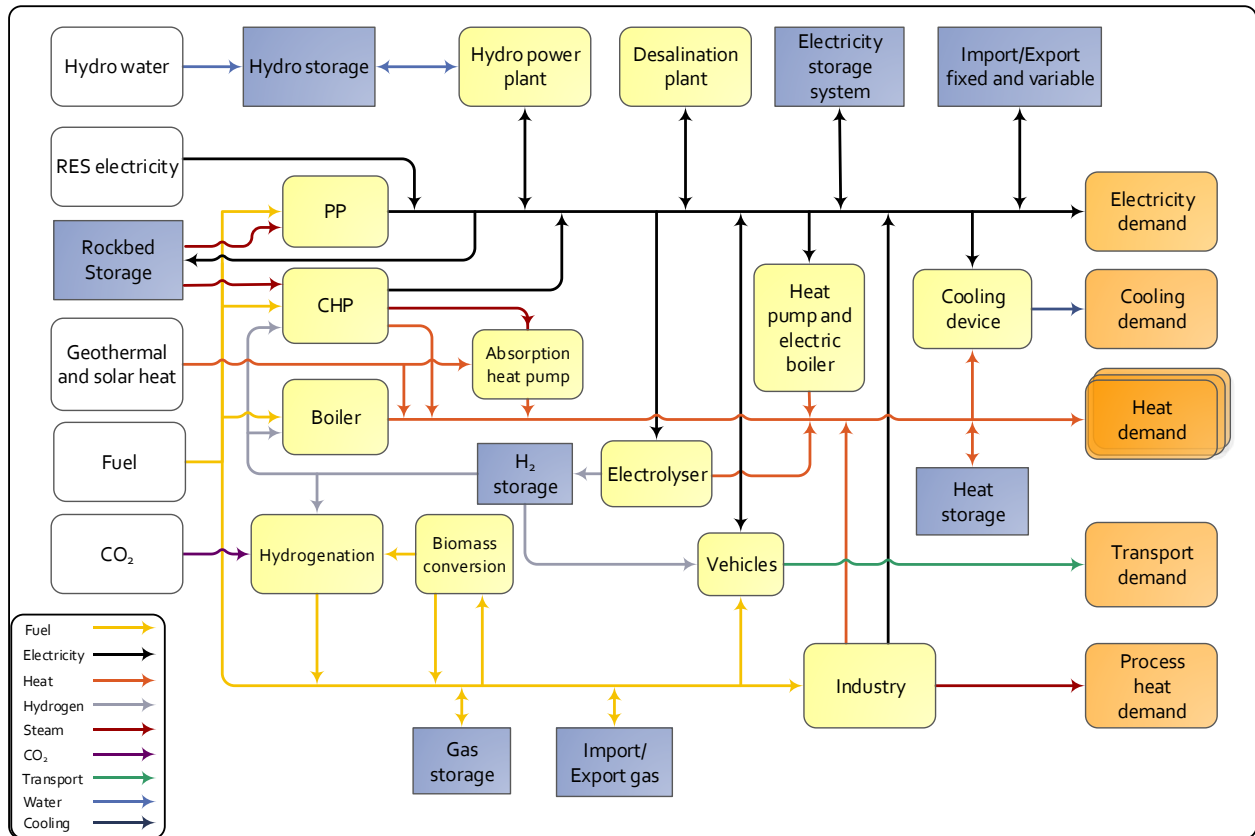 Hydro water
Hydro storage
Hydro power
plant
Desalination
plant
Electricity
storage
system
Import/Export
fixed and variable
RES electricity
PP
Electricity
demand
Rockbed
Storage
CHP
Heat
pump and
electric
boiler
Cooling
device
Cooling
demand
Geothermal
and solar heat
Absorption
heat pump
Boiler
Heat
demand
Fuel
H₂
storage
Electrolyser
Heat
storage
CO₂
Hydrogenation
Biomass
conversion
Vehicles
Transport
demand
Industry
Process
heat
demand
Gas
storage
Import/
Export gas
Fuel
Electricity
Heat
Hydrogen
Steam
CO₂
Transport
Water
Cooling